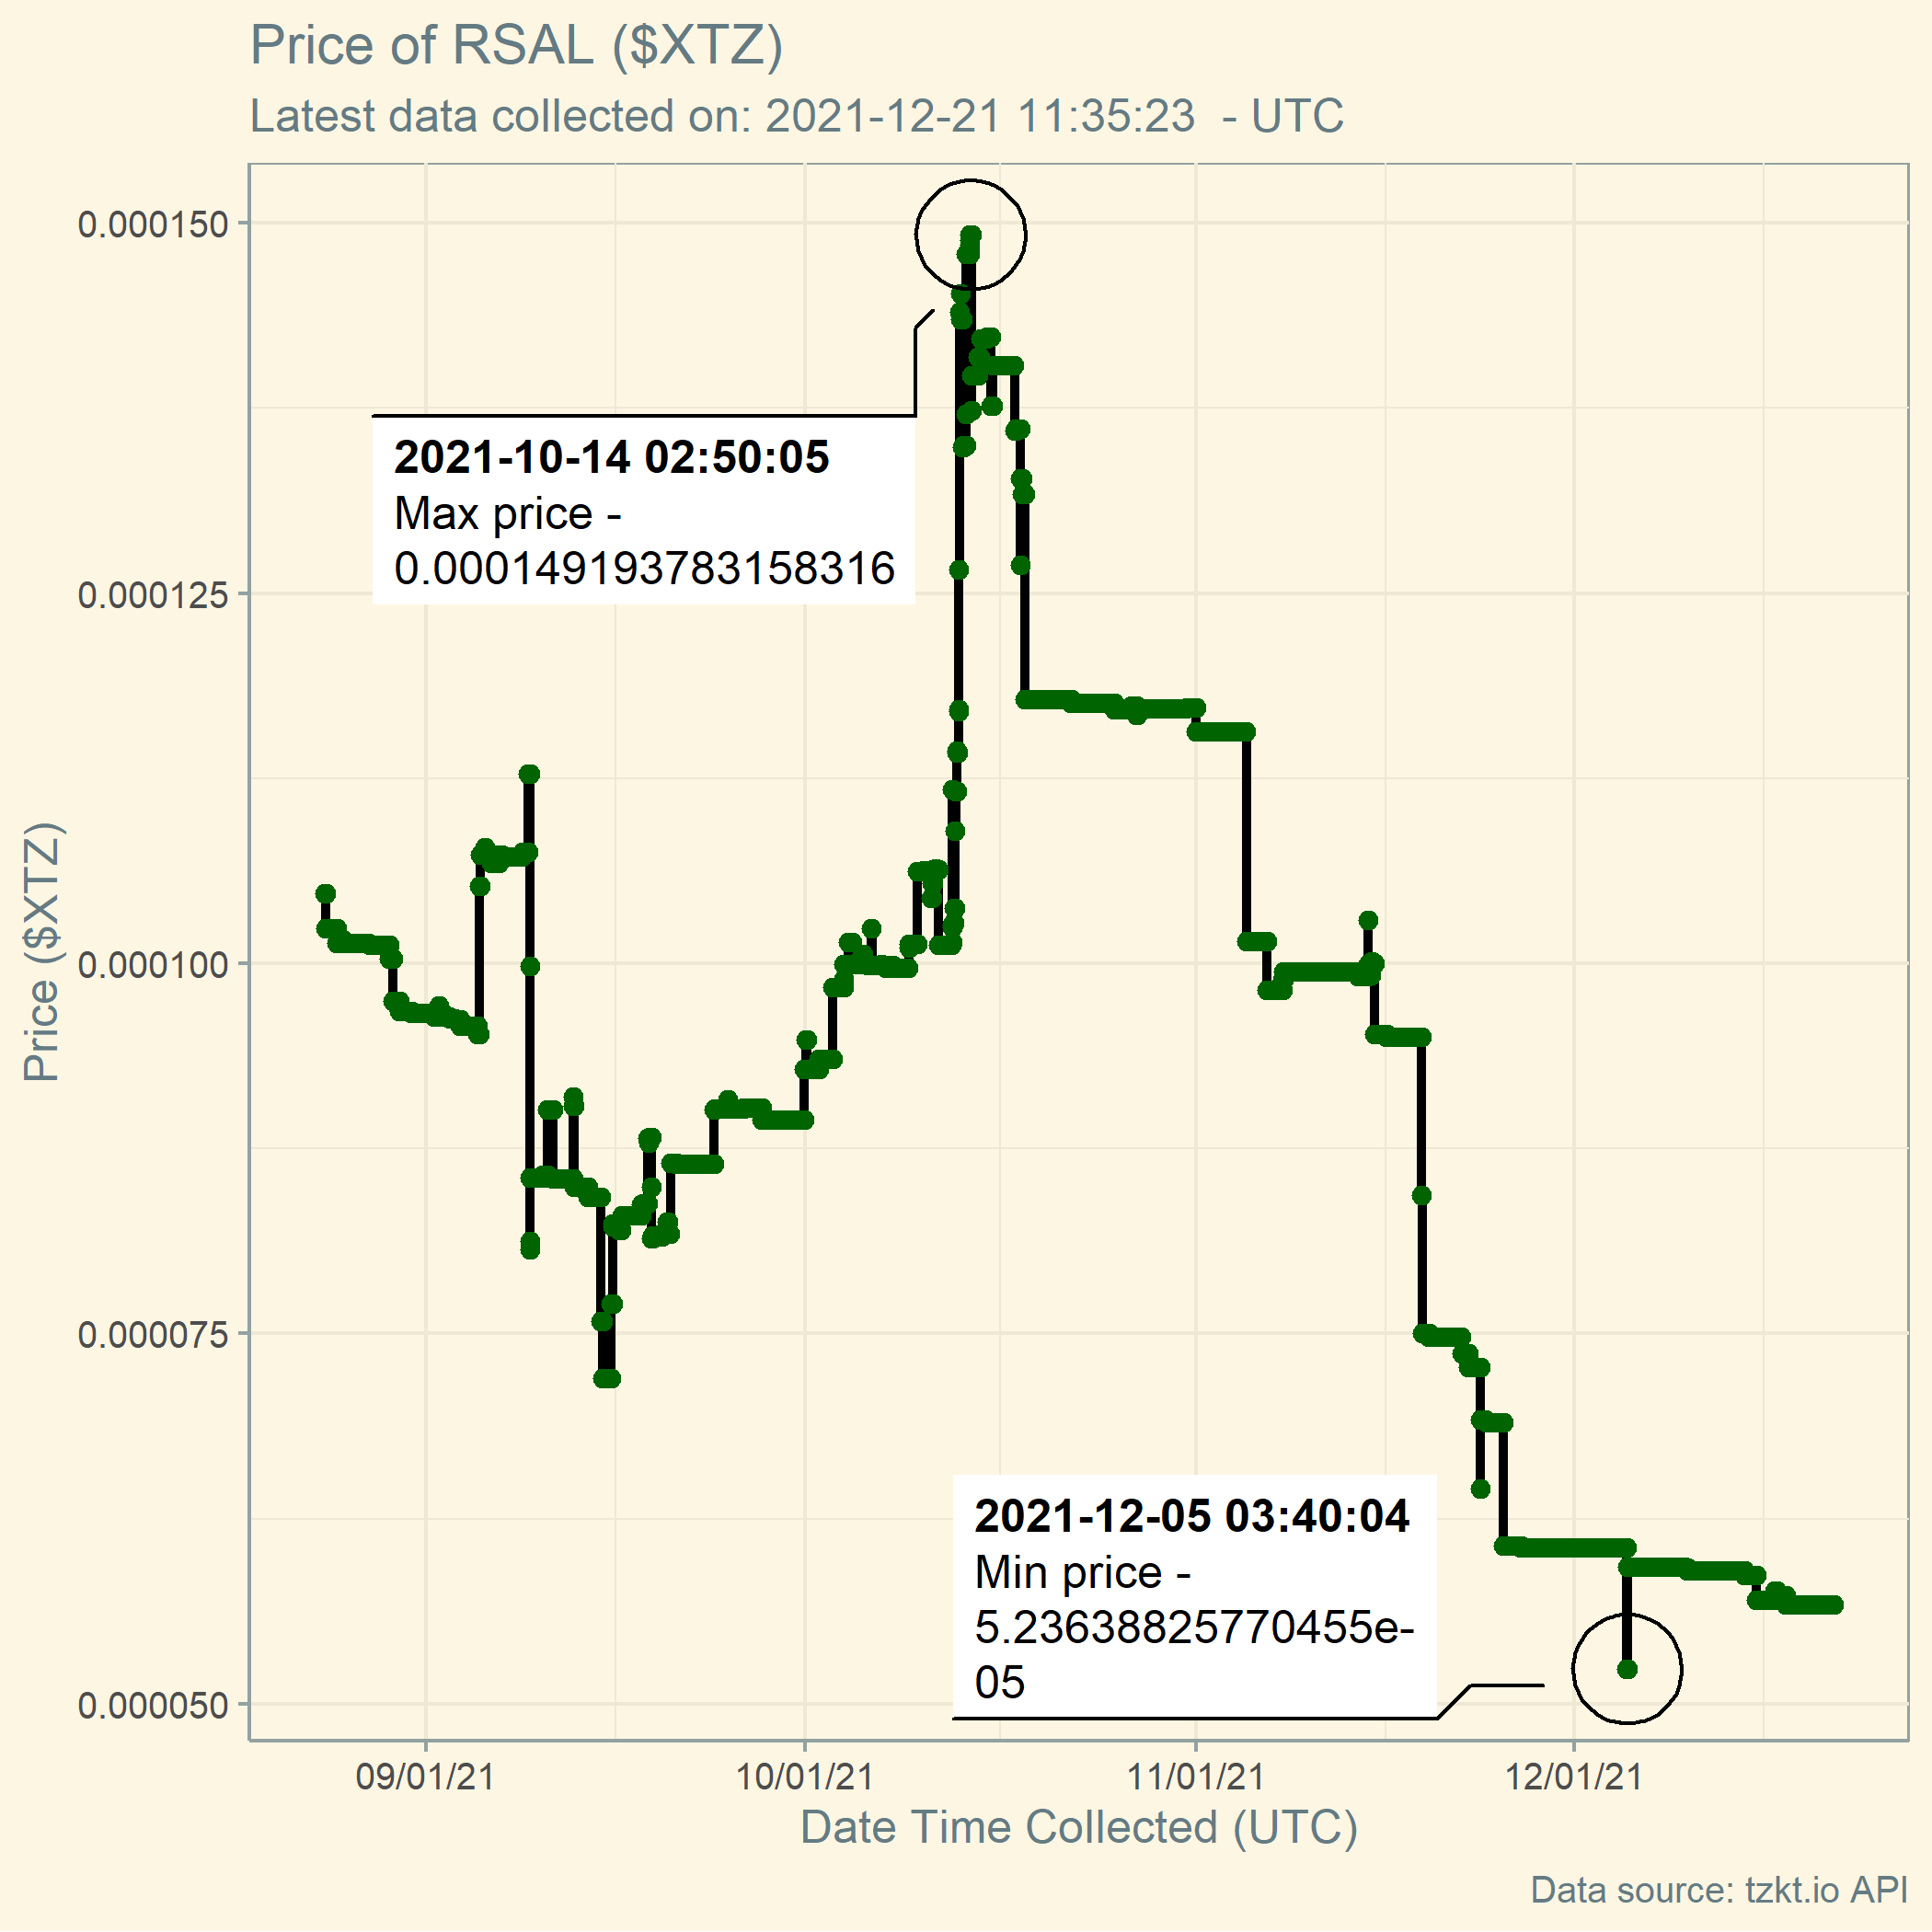 Price of RSAL ($XTZ)
Latest data collected on: 2021-12-21 11:35:23  - UTC
0.000150
0.000125
0.000100
0.000075
0.000050
Price ($XTZ)
2021-10-14 02:50:05
Max price -
0.000149193783158316
2021-12-05 03:40:04
Min price -
5.23638825770455e-
05
09/01/21
10/01/21
11/01/21
12/01/21
Date Time Collected (UTC)
Data source: tzkt.io API